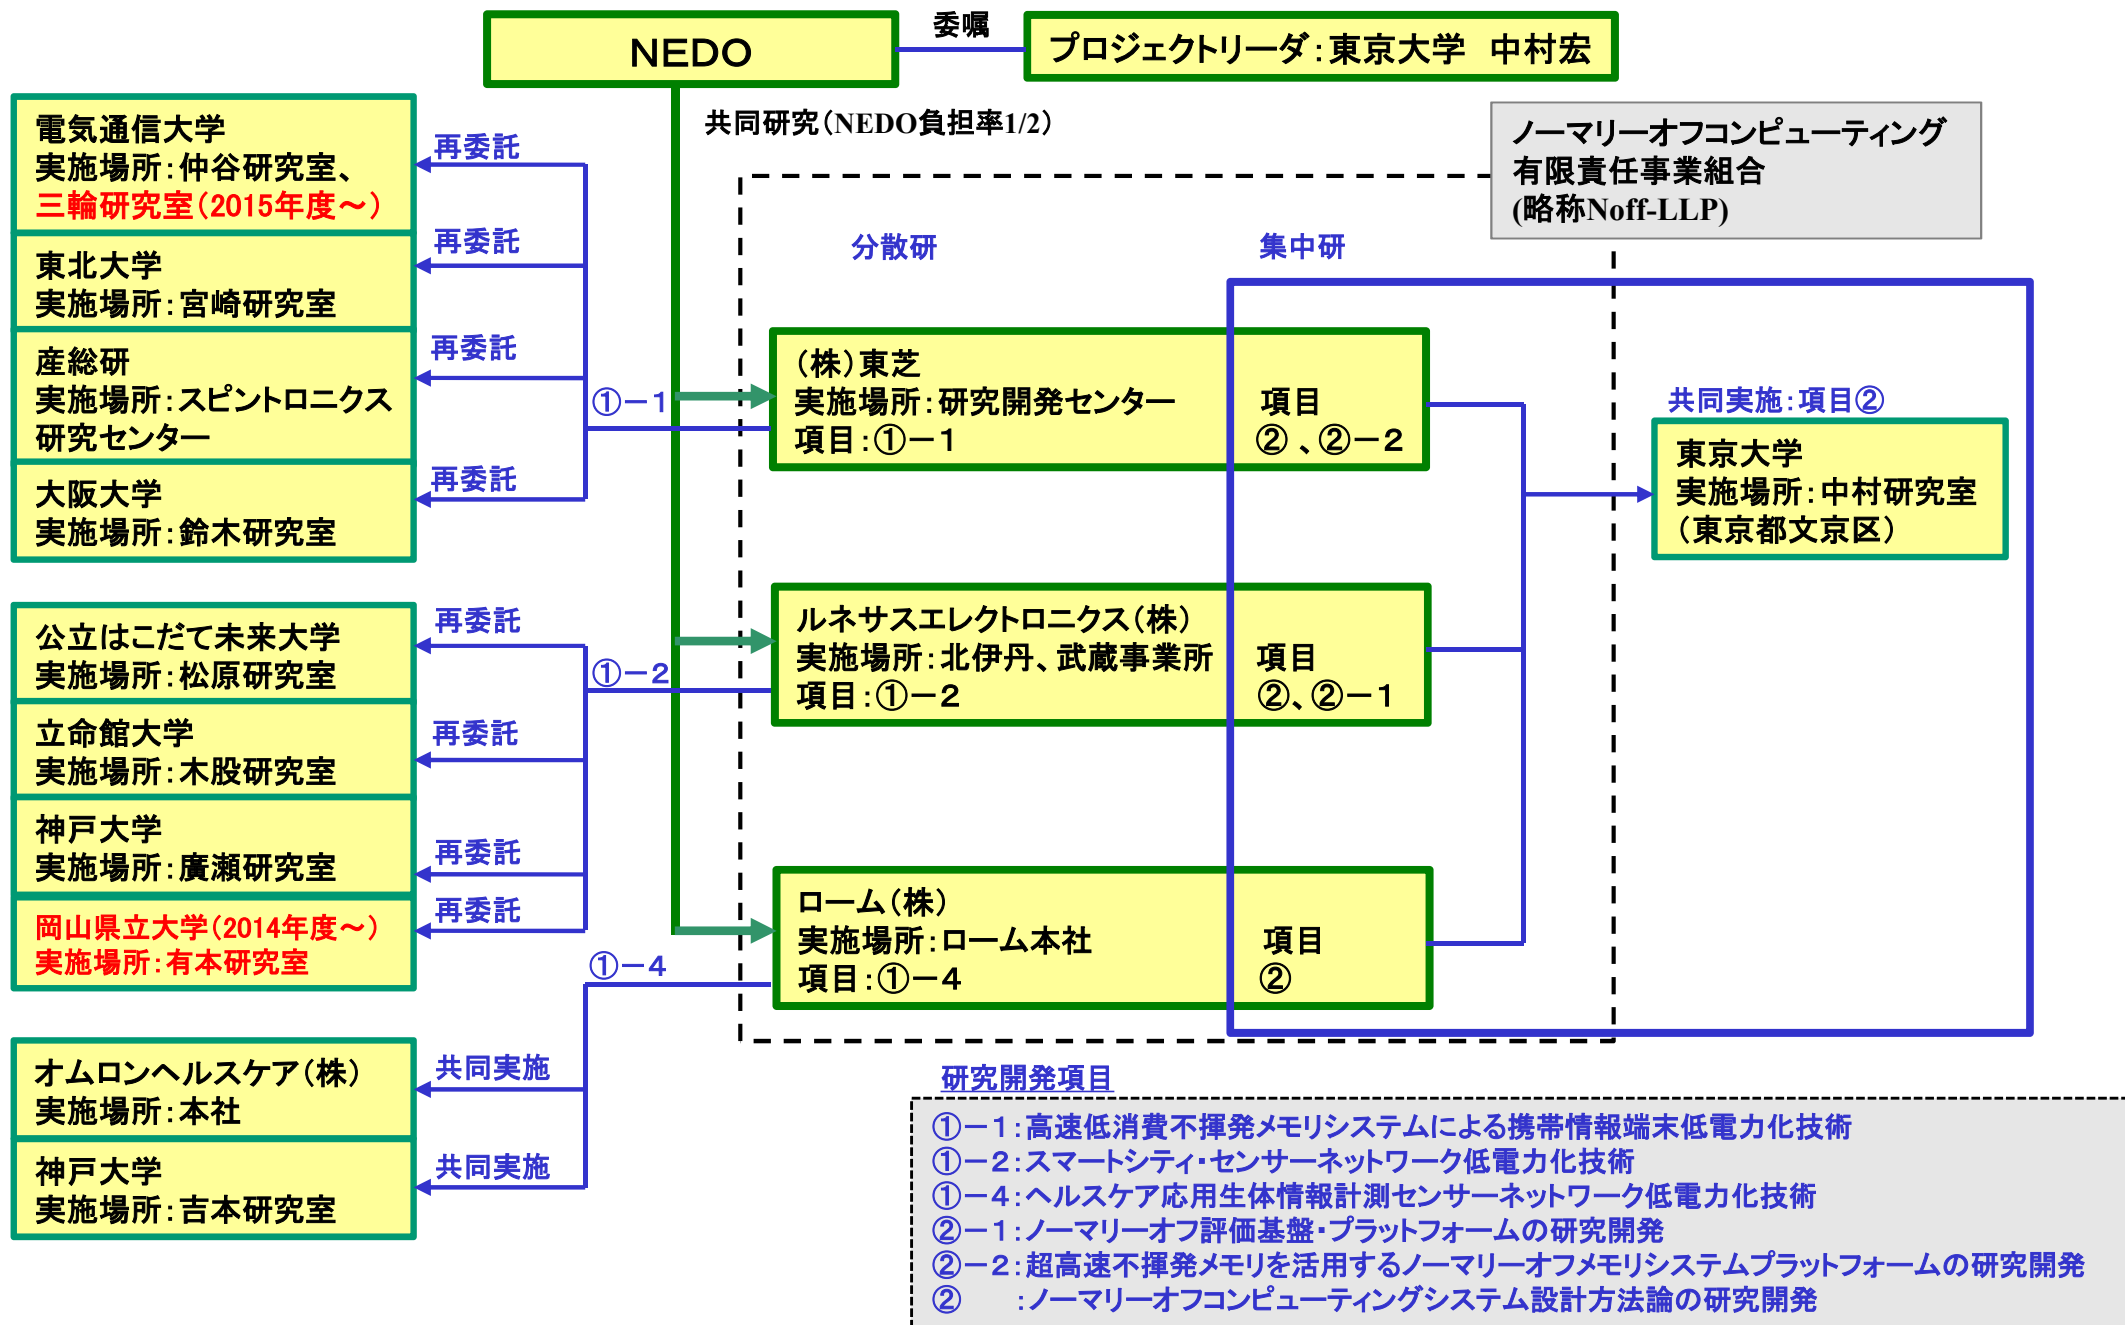 NEDO
委嘱
プロジェクトリーダ：東京大学　中村宏
共同研究（NEDO負担率1/2）
ノーマリーオフコンピューティング
有限責任事業組合
(略称Noff-LLP)
電気通信大学
実施場所：仲谷研究室、
三輪研究室（2015年度～）
再委託
東北大学
実施場所：宮崎研究室
再委託
産総研
実施場所：スピントロニクス
研究センター
再委託
大阪大学
実施場所：鈴木研究室
再委託
①－１
分散研
集中研
（株）東芝
実施場所：研究開発センター
項目：①－１
項目
②、②－２
共同実施：項目②
東京大学
実施場所：中村研究室
（東京都文京区）
公立はこだて未来大学
実施場所：松原研究室
再委託
立命館大学
実施場所：木股研究室
再委託
神戸大学
実施場所：廣瀬研究室
再委託
岡山県立大学（2014年度～）
実施場所：有本研究室
再委託
①－２
ルネサスエレクトロニクス（株）
実施場所：北伊丹、武蔵事業所
項目：①－２
項目
②、②－１
ローム（株）
実施場所：ローム本社
項目：①－４
項目
②
①－４
オムロンヘルスケア（株）
実施場所：本社
共同実施
神戸大学
実施場所：吉本研究室
共同実施
研究開発項目
①－１：高速低消費不揮発メモリシステムによる携帯情報端末低電力化技術
①－２：スマートシティ・センサーネットワーク低電力化技術
①－４：ヘルスケア応用生体情報計測センサーネットワーク低電力化技術
②－１：ノーマリーオフ評価基盤・プラットフォームの研究開発
②－２：超高速不揮発メモリを活用するノーマリーオフメモリシステムプラットフォームの研究開発
②　　：ノーマリーオフコンピューティングシステム設計方法論の研究開発